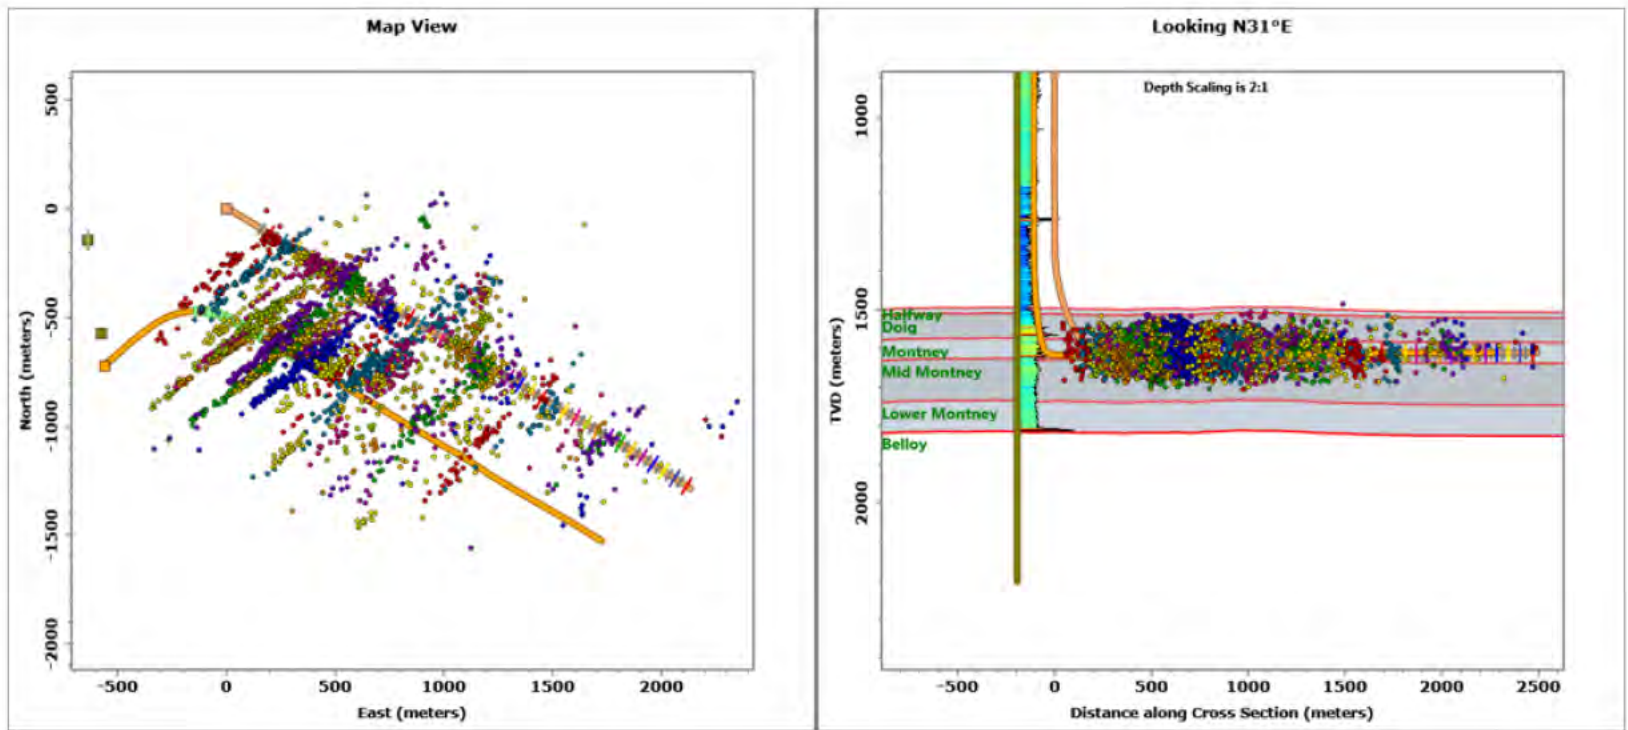 Map View
500
0
-500
-1000
-1500
-2000
North (meters)
-500
0
500
1000
1500
2000
East (meters)
Looking N31°E
Depth Scaling is 2:1
1000
1500
2000
TVD (meters)
Halfway
Doig
Montney
Mid Montney
Lower Montney
Belloy
-500
0
500
1000
1500
2000
2500
Distance along Cross Section (meters)